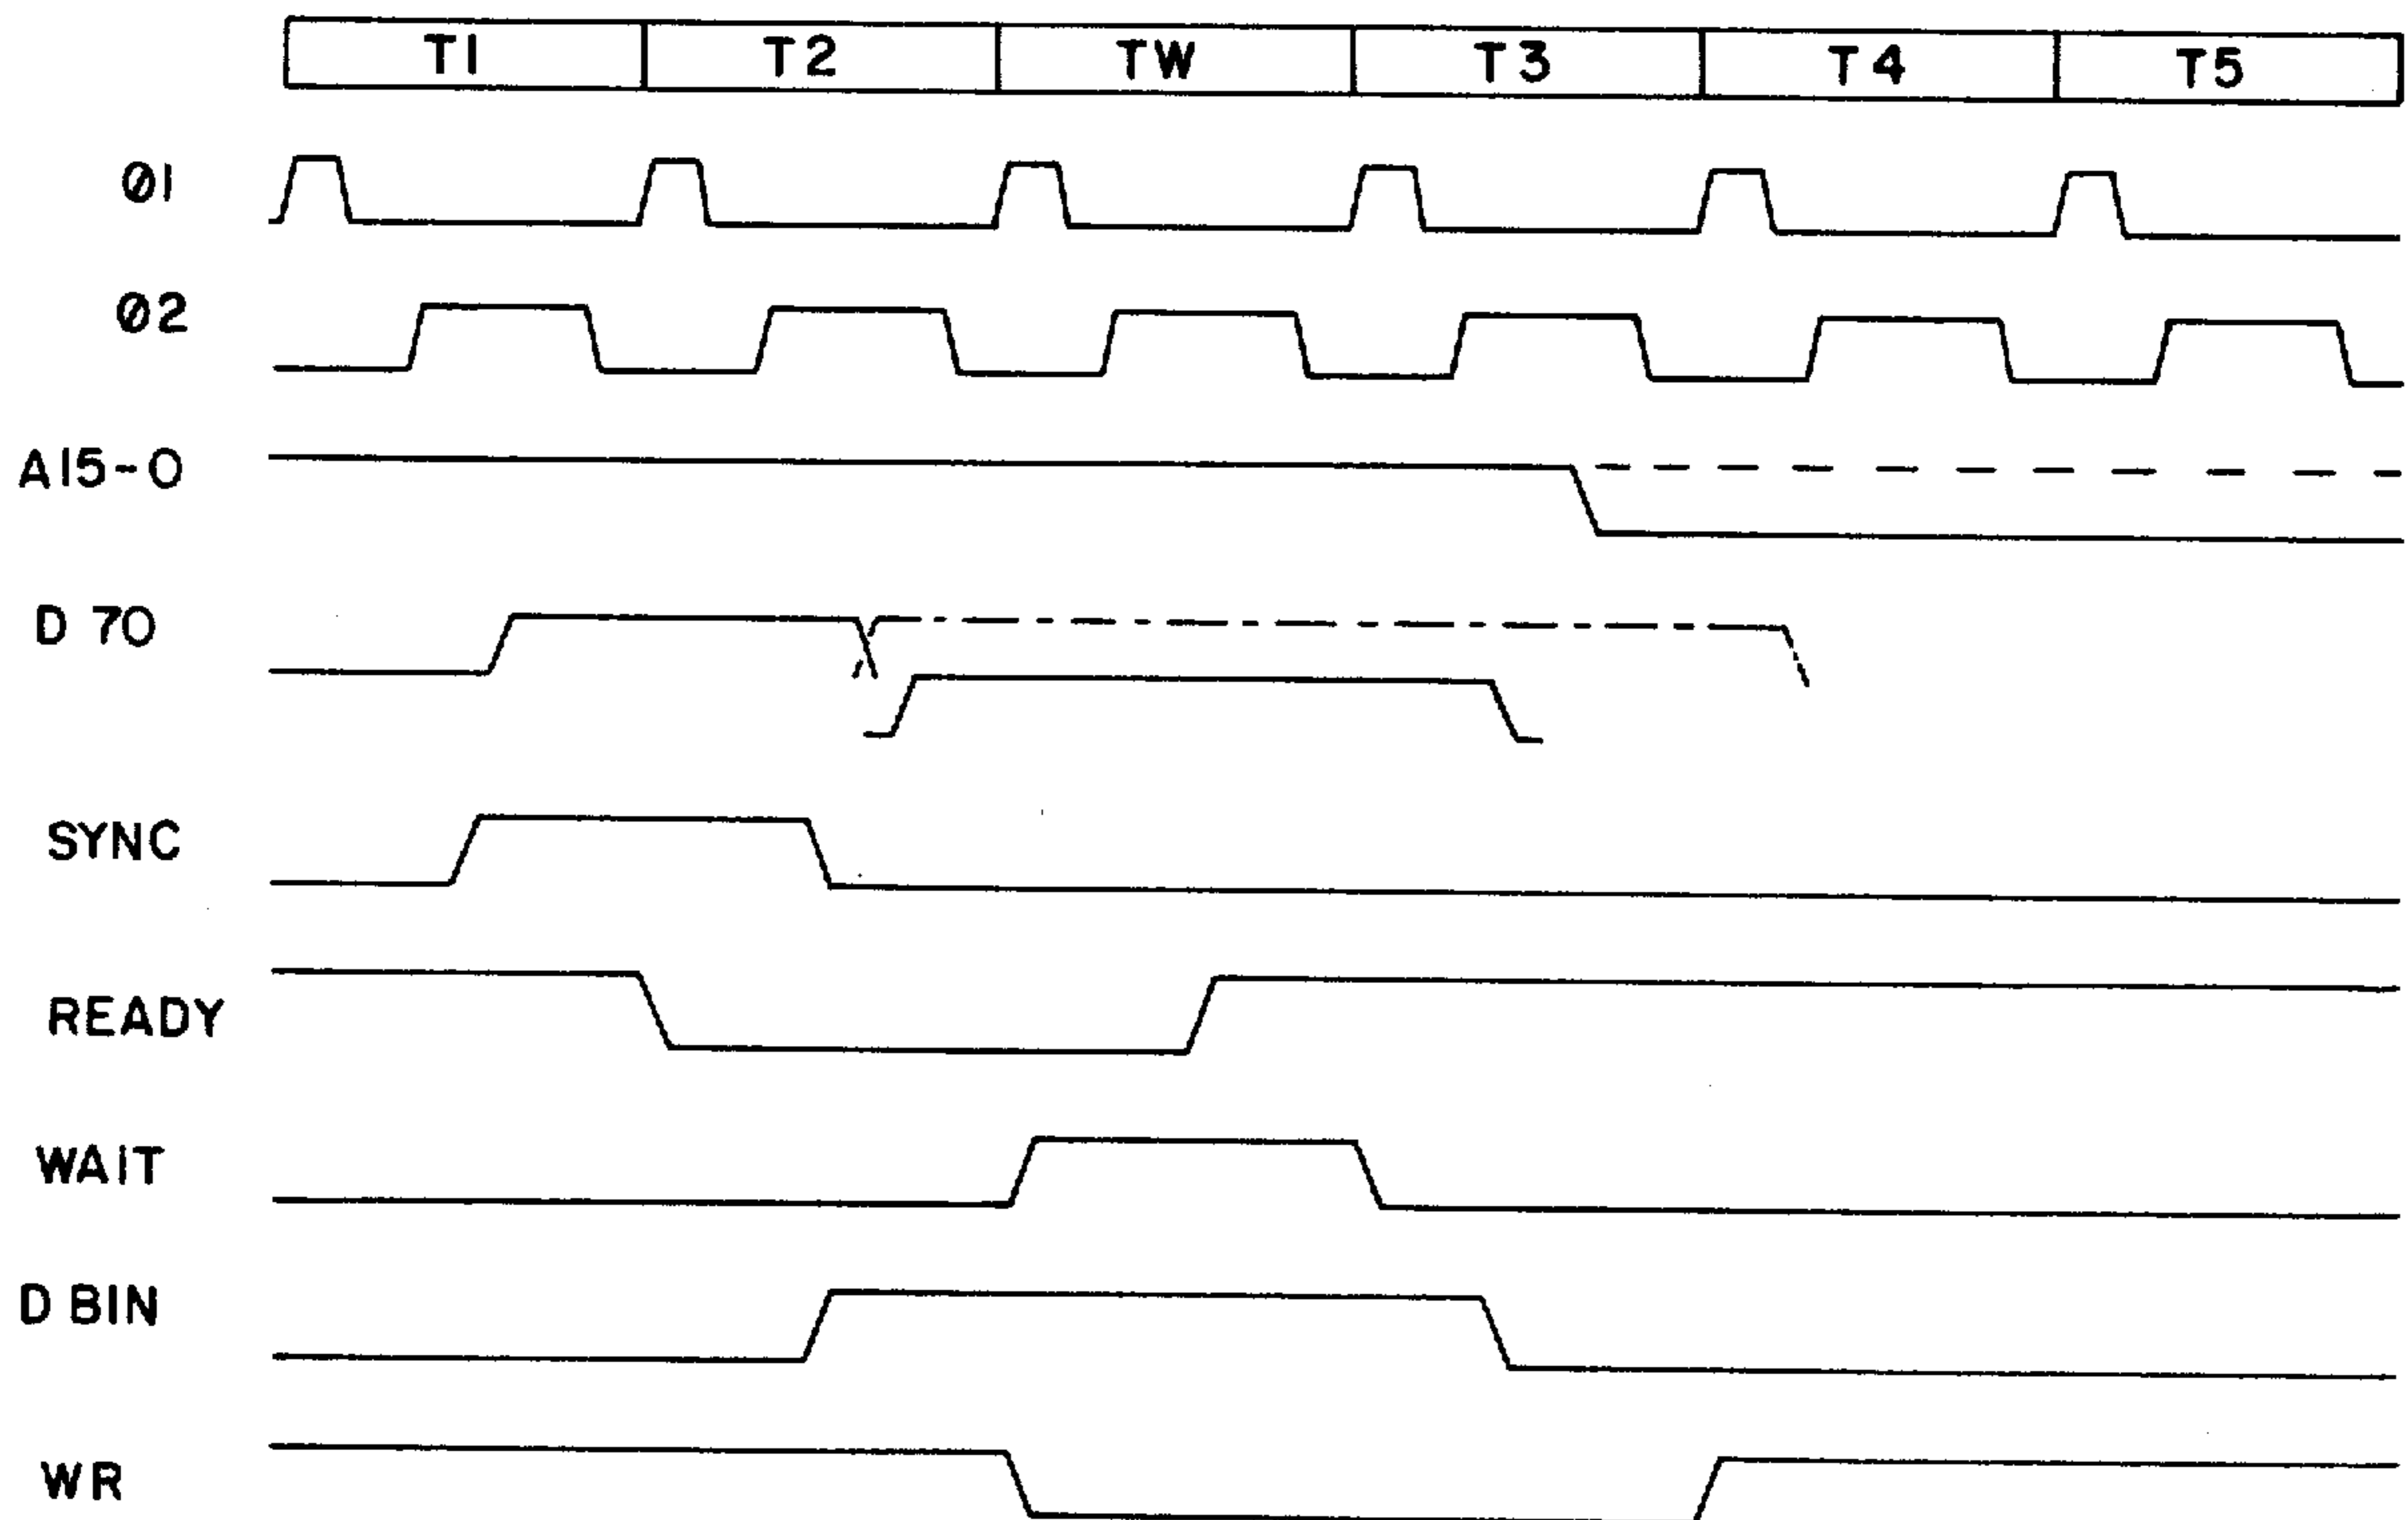 T1 T2 TW T3 T4 T5
Ø1
Ø2
A15-0
D 70
SYNC
READY
WAIT
D BIN
WR